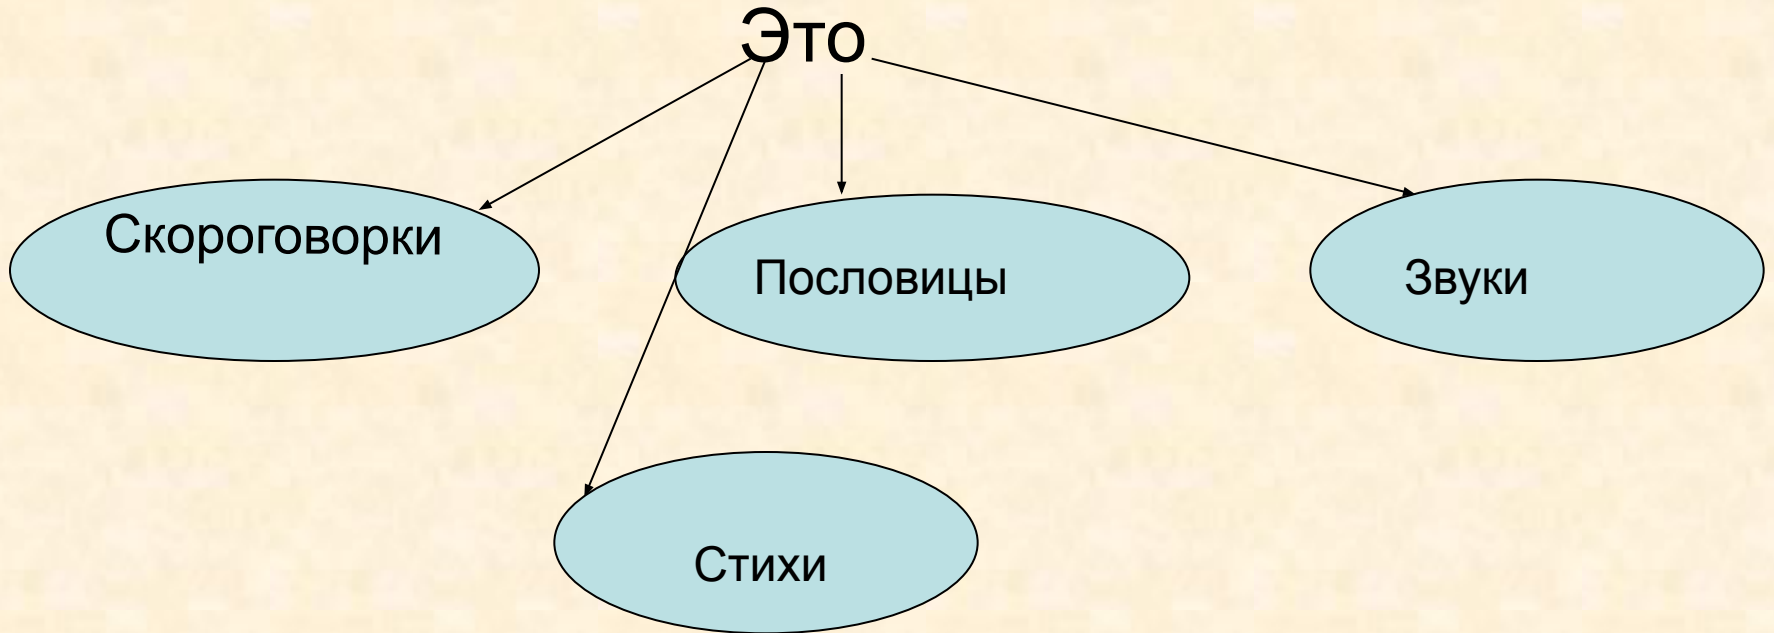 Это
Скороговорки
Пословицы
Звуки
Стихи